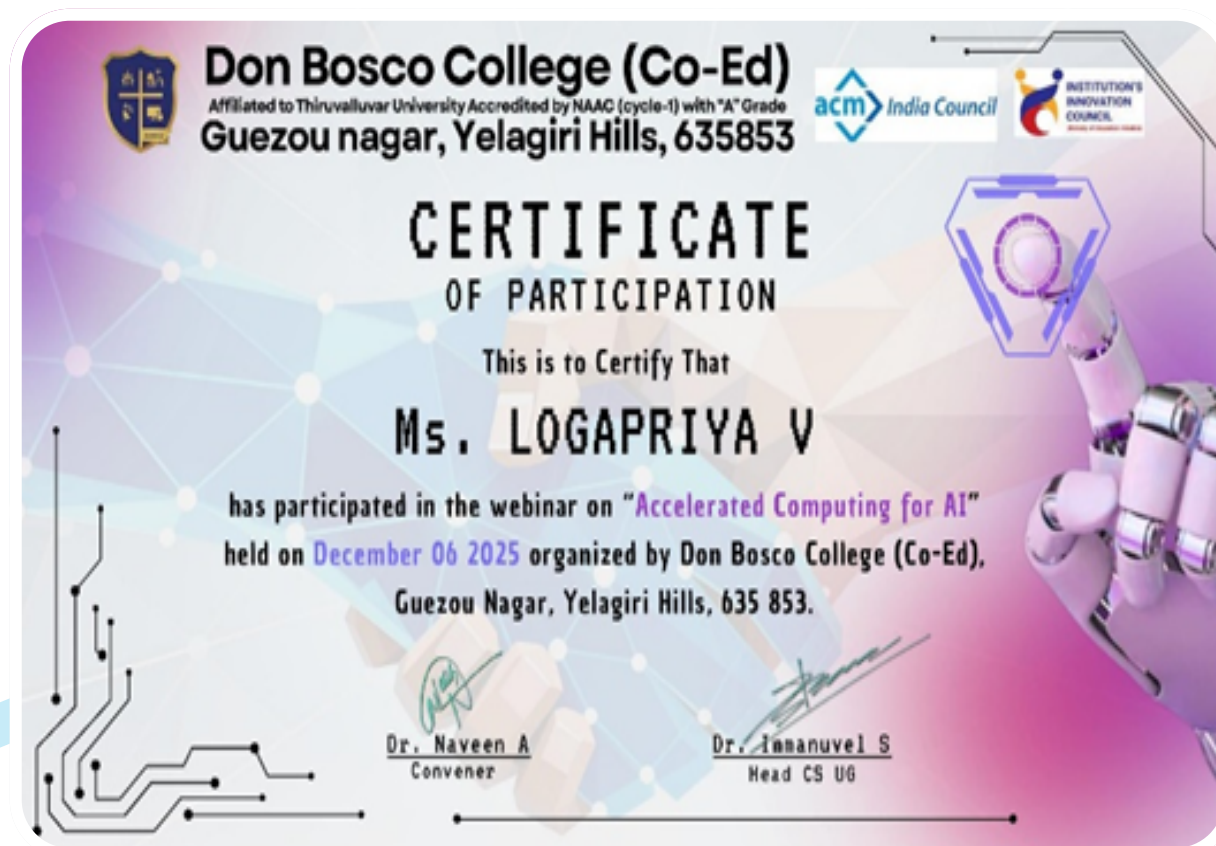 Don Bosco College (Co-Ed)
Affiliated to Thiruvalluvar University Accredited by NAAC (cycle-1) with "A" Grade
Guezou nagar, Yelagiri Hills, 635853
acm India Council
INSTITUTION'S
INNOVATION
COUNCIL
CERTIFICATE
OF PARTICIPATION
This is to Certify That
Ms. LOGAPRIYA V
has participated in the webinar on "Accelerated Computing for AI"
held on December 06 2025 organized by Don Bosco College (Co-Ed),
Guezou Nagar, Yelagiri Hills, 635 853.
Dr. Naveen A
Convener
Dr. Immanuvel S
Head CS UG